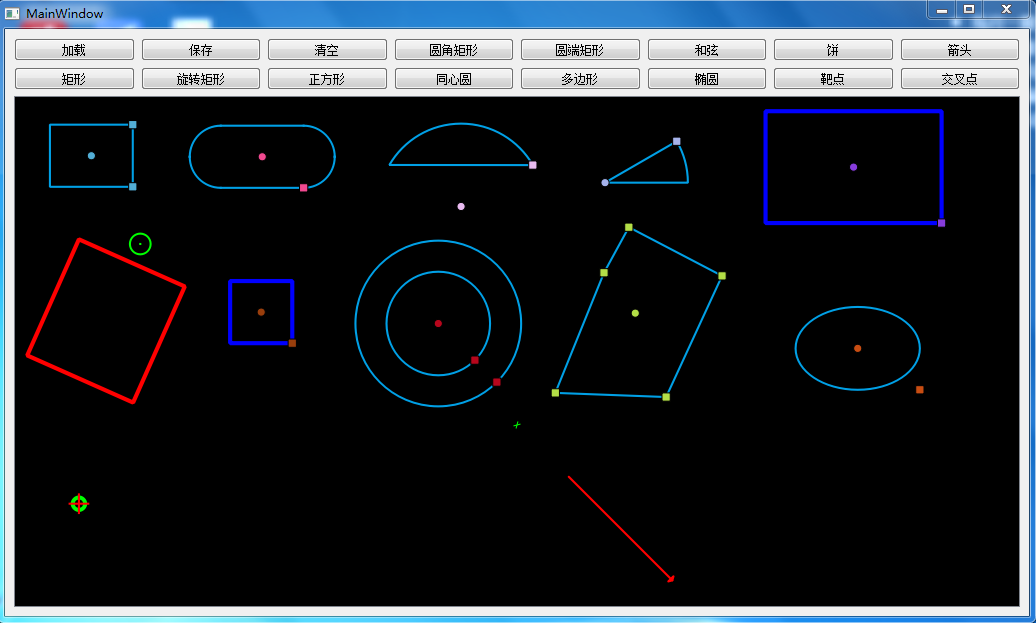 MainWindow
加载 保存 清空 圆角矩形 圆端矩形 和弦 饼 箭头
矩形 旋转矩形 正方形 同心圆 多边形 椭圆 靶点 交叉点